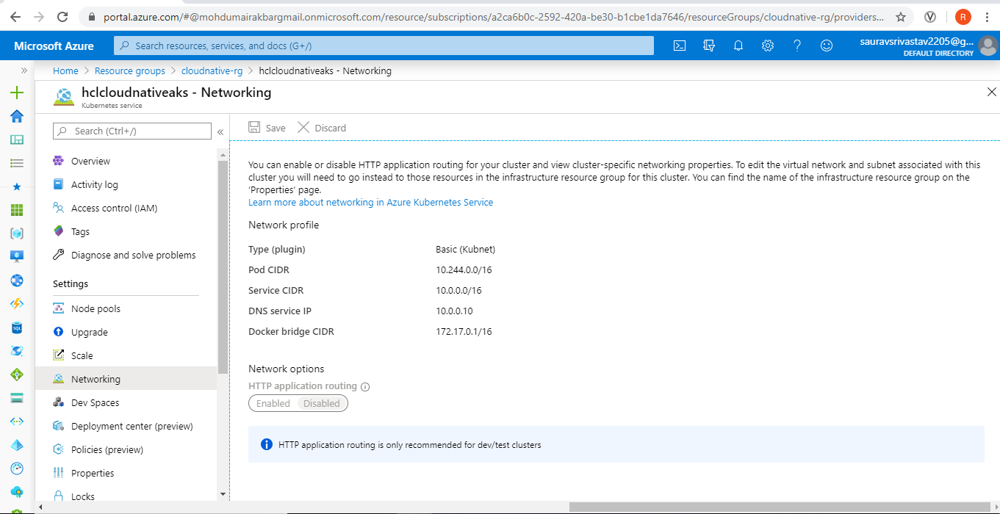 portal.azure.com/#@mohdumairakbargmail.onmicrosoft.com/resource/subscriptions/a2ca6b0c-2592-420a-be30-b1cbe1da7646/resourceGroups/cloudnative-rg/providers...
R
Microsoft Azure
Search resources, services, and docs (G+/)
sauravsrivastav2205@g...
DEFAULT DIRECTORY
Home > Resource groups > cloudnative-rg > hclcloudnativeaks - Networking
hclcloudnativeaks - Networking
Kubernetes service
Search (Ctrl+/)
«
Save
Discard
Overview
Activity log
Access control (IAM)
Tags
Diagnose and solve problems
Settings
Node pools
Upgrade
Scale
Networking
Dev Spaces
Deployment center (preview)
Policies (preview)
Properties
Locks
You can enable or disable HTTP application routing for your cluster and view cluster-specific networking properties. To edit the virtual network and subnet associated with this
cluster you will need to go instead to those resources in the infrastructure resource group for this cluster. You can find the name of the infrastructure resource group on the
‘Properties’ page.
Learn more about networking in Azure Kubernetes Service
Network profile
Type (plugin) Basic (Kubnet)
Pod CIDR 10.244.0.0/16
Service CIDR 10.0.0.0/16
DNS service IP 10.0.0.10
Docker bridge CIDR 172.17.0.1/16
Network options
HTTP application routing
Enabled Disabled
HTTP application routing is only recommended for dev/test clusters